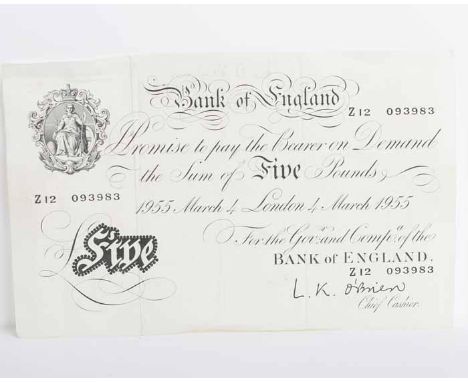 Bank of England
Z12 093983
Promise to pay the Bearer on Demand
the Sum of Five Pounds
Z12 093983
1955 March 4 London 4 March 1955
For the Govr. and Compa. of the
BANK of ENGLAND.
Z12 093983
Five
L. K. O'Brien
Chief Cashier.